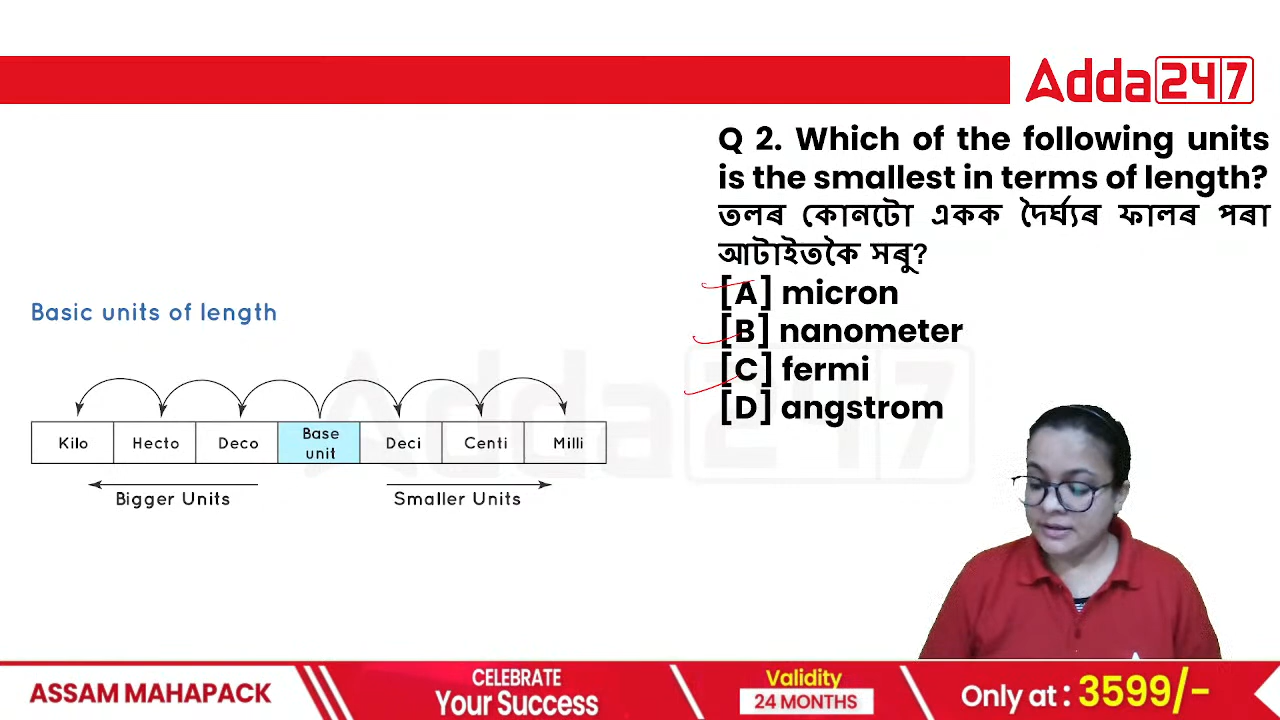 Adda247
Q 2. Which of the following units
is the smallest in terms of length?
তলৰ কোনটো একক দৈৰ্ঘ্যৰ ফালৰ পৰা
আটাইতকৈ সৰু?
[A] micron
[B] nanometer
[C] fermi
[D] angstrom
Basic units of length
Kilo Hecto Deco Base unit Deci Centi Milli
Bigger Units Smaller Units
247
ASSAM MAHAPACK
CELEBRATE
Your Success
Validity
24 MONTHS
Only at : 3599/-